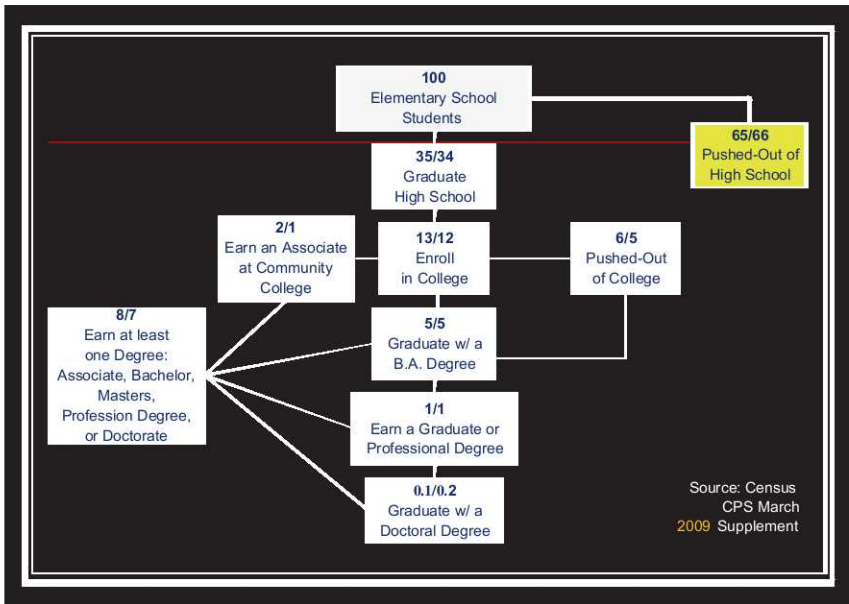 100
Elementary School
Students
65/66
Pushed-Out of
High School
35/34
Graduate
High School
2/1
Earn an Associate
at Community
College
13/12
Enroll
in College
6/5
Pushed-Out
of College
8/7
Earn at least
one Degree:
Associate, Bachelor,
Masters,
Profession Degree,
or Doctorate
5/5
Graduate w/ a
B.A. Degree
1/1
Earn a Graduate or
Professional Degree
0.1/0.2
Graduate w/ a
Doctoral Degree
Source: Census
CPS March
2009 Supplement